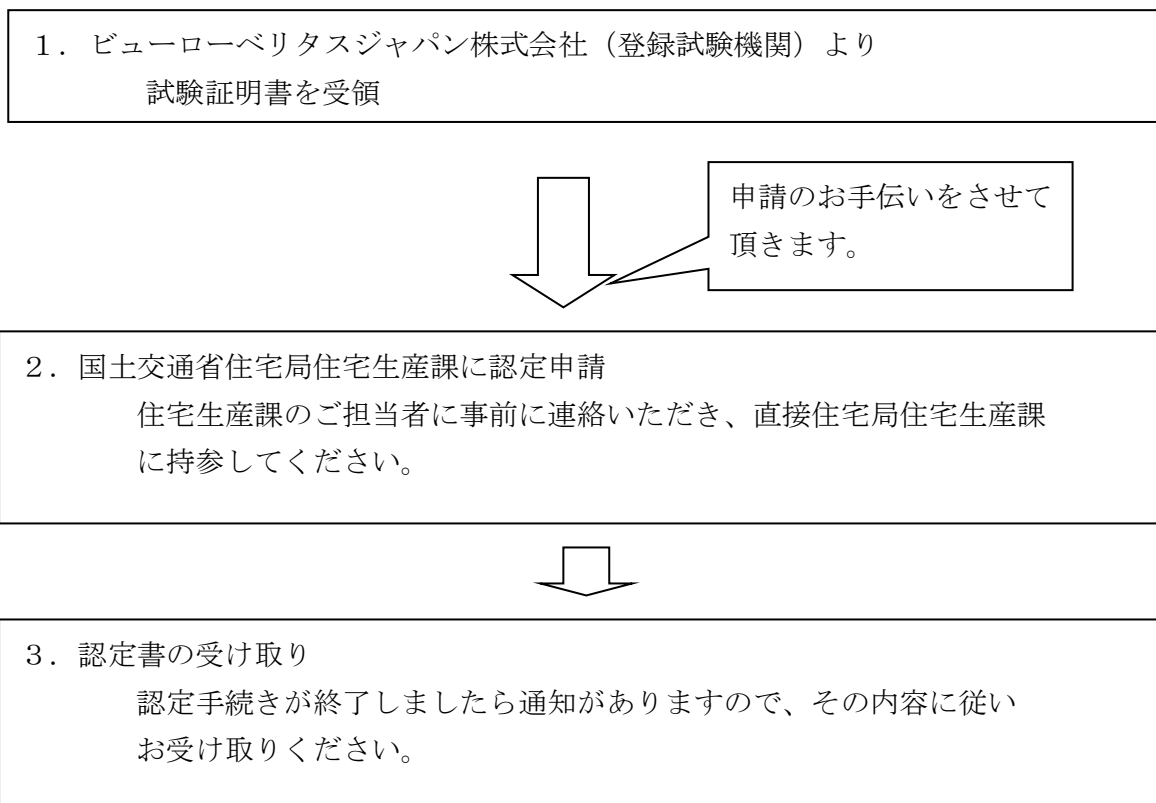 １．ビューローベリタスジャパン株式会社（登録試験機関）より
試験証明書を受領
申請のお手伝いをさせて
頂きます。
２．国土交通省住宅局住宅生産課に認定申請
住宅生産課のご担当者に事前に連絡いただき、直接住宅局住宅生産課
に持参してください。
３．認定書の受け取り
認定手続きが終了しましたら通知がありますので、その内容に従い
お受け取りください。